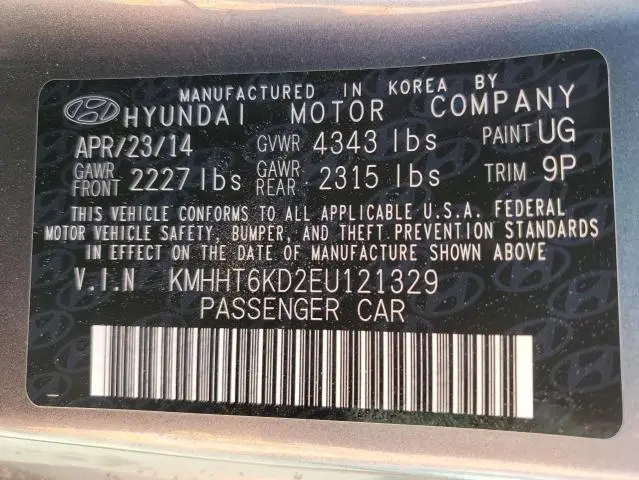 MANUFACTURED IN KOREA BY
HYUNDAI MOTOR COMPANY
APR/23/14 GVWR 4343 lbs PAINT UG
GAWR FRONT 2227 lbs GAWR REAR 2315 lbs TRIM 9P
THIS VEHICLE CONFORMS TO ALL APPLICABLE U.S.A. FEDERAL
MOTOR VEHICLE SAFETY, BUMPER, AND THEFT PREVENTION STANDARDS
IN EFFECT ON THE DATE OF MANUFACTURE SHOWN ABOVE
V.I.N KMHHT6KD2EU121329
PASSENGER CAR